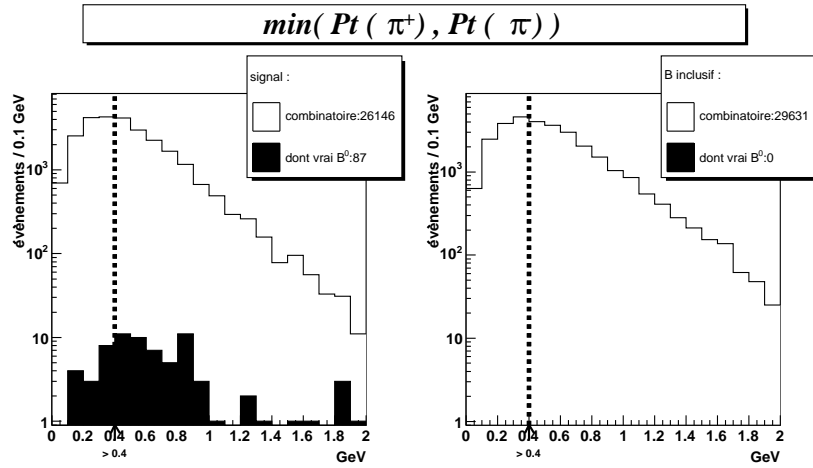 min( Pt ( π⁺) , Pt ( π) )
signal :
combinatoire:26146
dont vrai B⁰:87
évènements / 0.1 GeV
10³
10²
10
1
0 0.2 0.4 0.6 0.8 1 1.2 1.4 1.6 1.8 2
GeV
> 0.4
B inclusif :
combinatoire:29631
dont vrai B⁰:0
évènements / 0.1 GeV
10³
10²
10
1
0 0.2 0.4 0.6 0.8 1 1.2 1.4 1.6 1.8 2
GeV
> 0.4